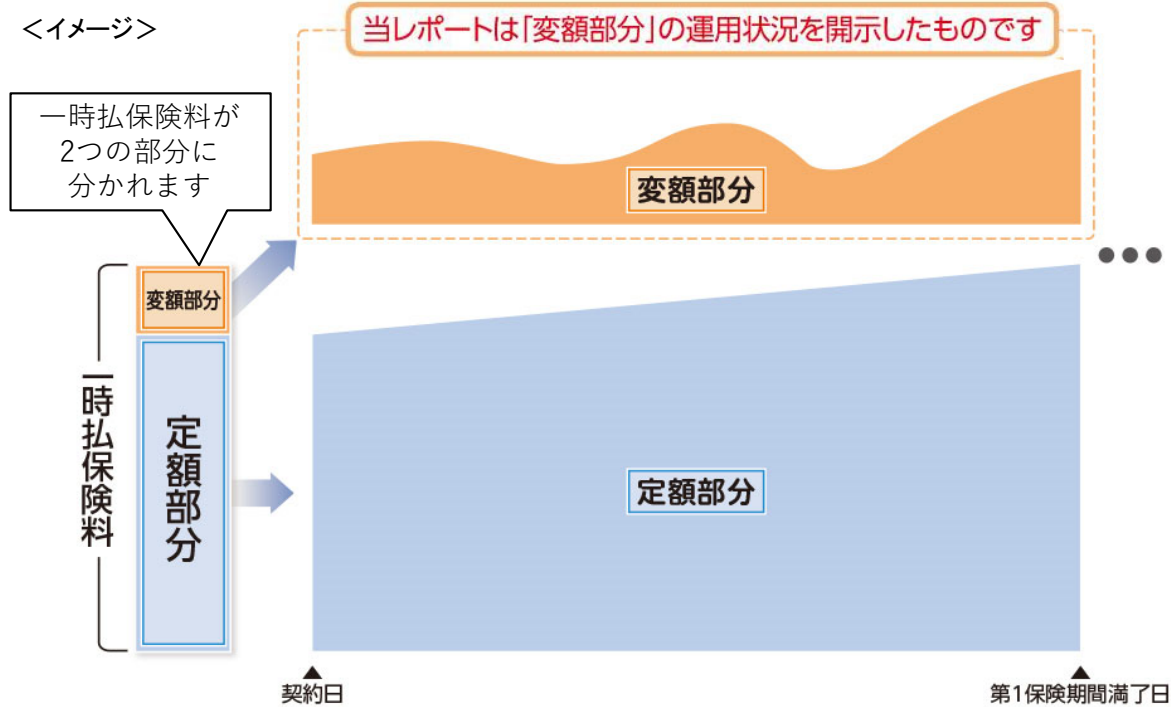 ＜イメージ＞
当レポートは「変額部分」の運用状況を開示したものです
一時払保険料が
2つの部分に
分かれます
変額部分
変額部分
一時払保険料
定額部分
定額部分
●●●
▲
契約日
▲
第1保険期間満了日